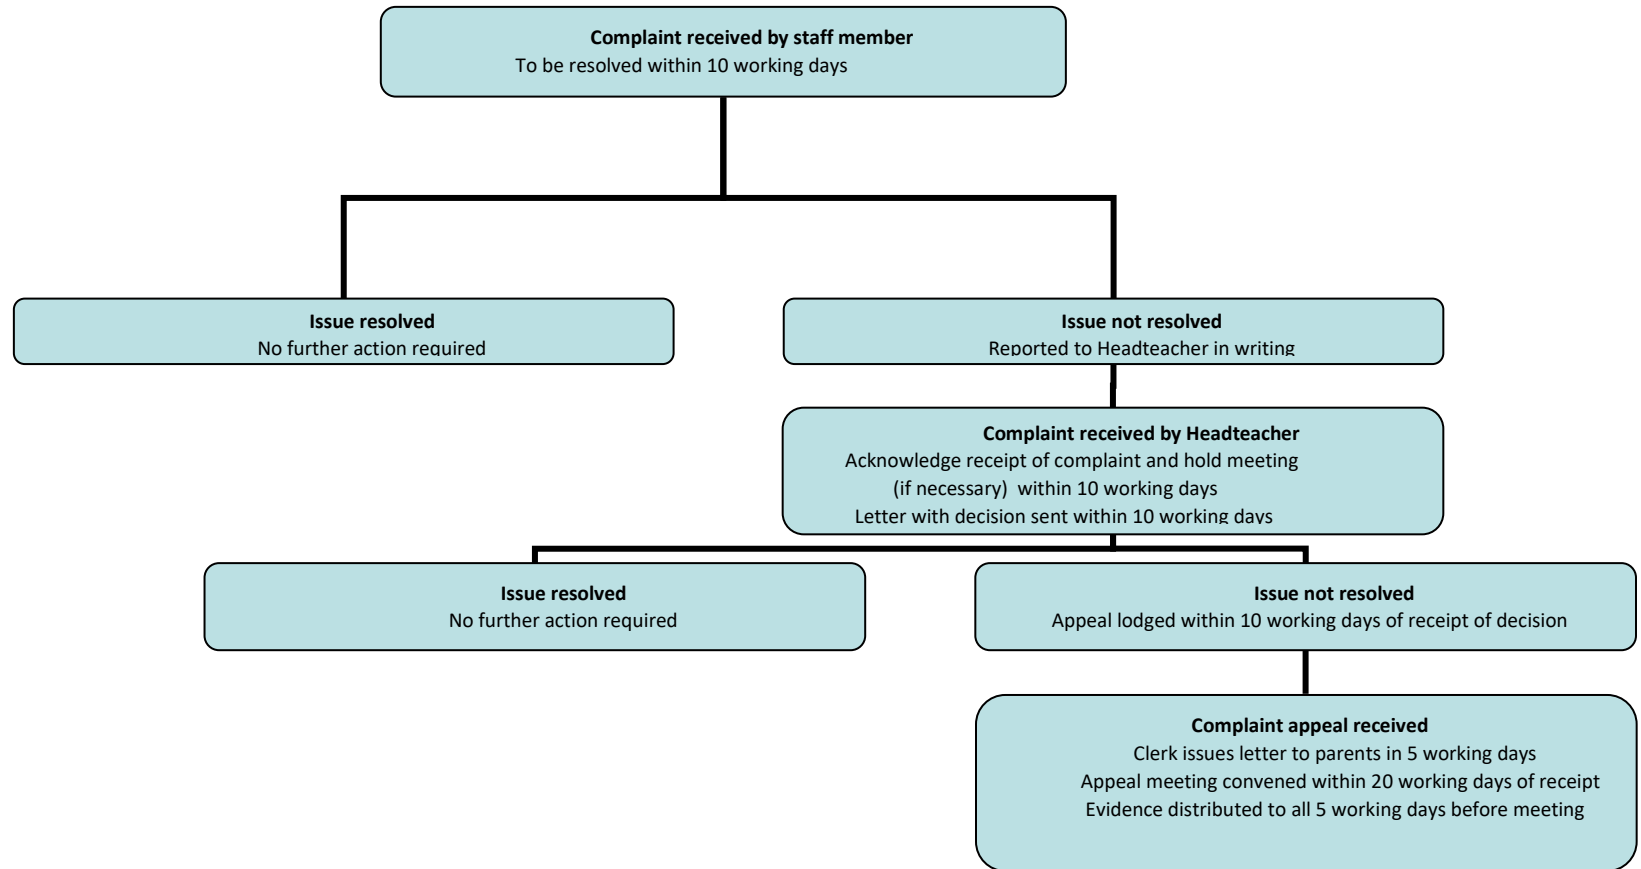 Complaint received by staff member
To be resolved within 10 working days
Issue resolved
No further action required
Issue not resolved
Reported to Headteacher in writing
Complaint received by Headteacher
Acknowledge receipt of complaint and hold meeting
(if necessary) within 10 working days
Letter with decision sent within 10 working days
Issue resolved
No further action required
Issue not resolved
Appeal lodged within 10 working days of receipt of decision
Complaint appeal received
Clerk issues letter to parents in 5 working days
Appeal meeting convened within 20 working days of receipt
Evidence distributed to all 5 working days before meeting